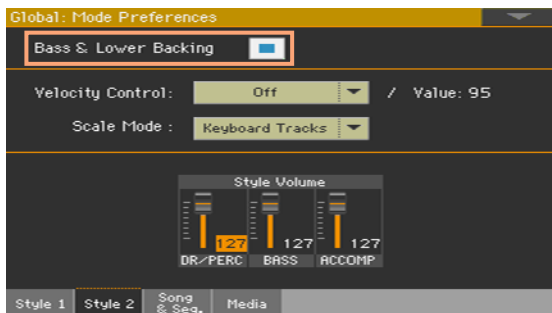 Global: Mode Preferences
Bass & Lower Backing
Velocity Control: Off / Value: 95
Scale Mode : Keyboard Tracks
Style Volume
127 127 127
DR/PERC BASS ACCOMP
Style 1 Style 2 Song & Seq. Media